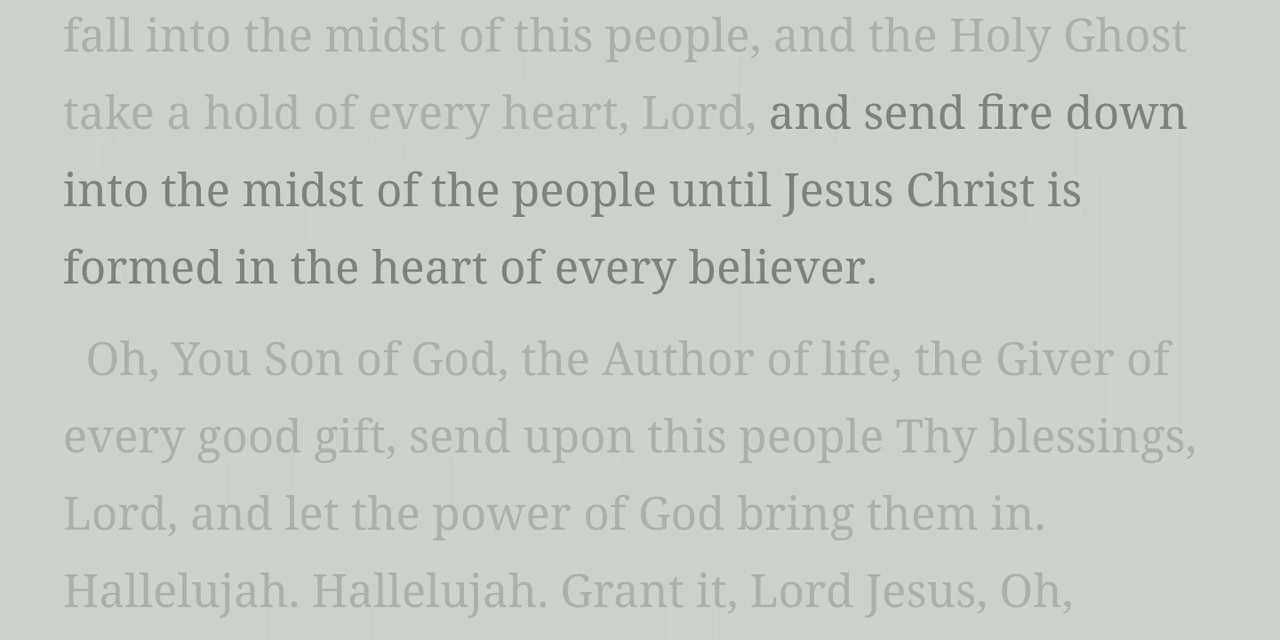 fall into the midst of this people, and the Holy Ghost
take a hold of every heart, Lord, and send fire down
into the midst of the people until Jesus Christ is
formed in the heart of every believer.
Oh, You Son of God, the Author of life, the Giver of
every good gift, send upon this people Thy blessings,
Lord, and let the power of God bring them in.
Hallelujah. Hallelujah. Grant it, Lord Jesus, Oh,